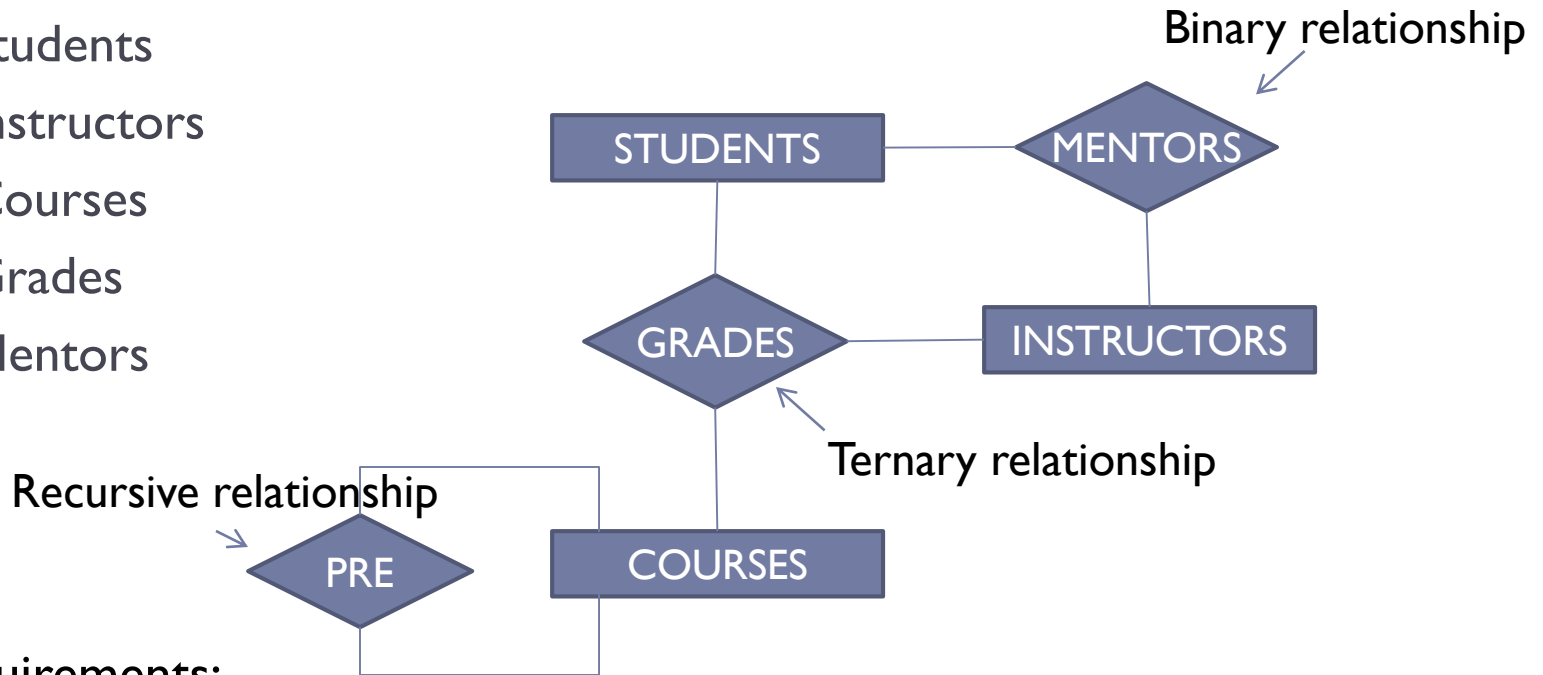 tudents
nstructors
Courses
Grades
Mentors
Binary relationship
STUDENTS
MENTORS
GRADES
INSTRUCTORS
Ternary relationship
Recursive relationship
PRE
COURSES
uirements: